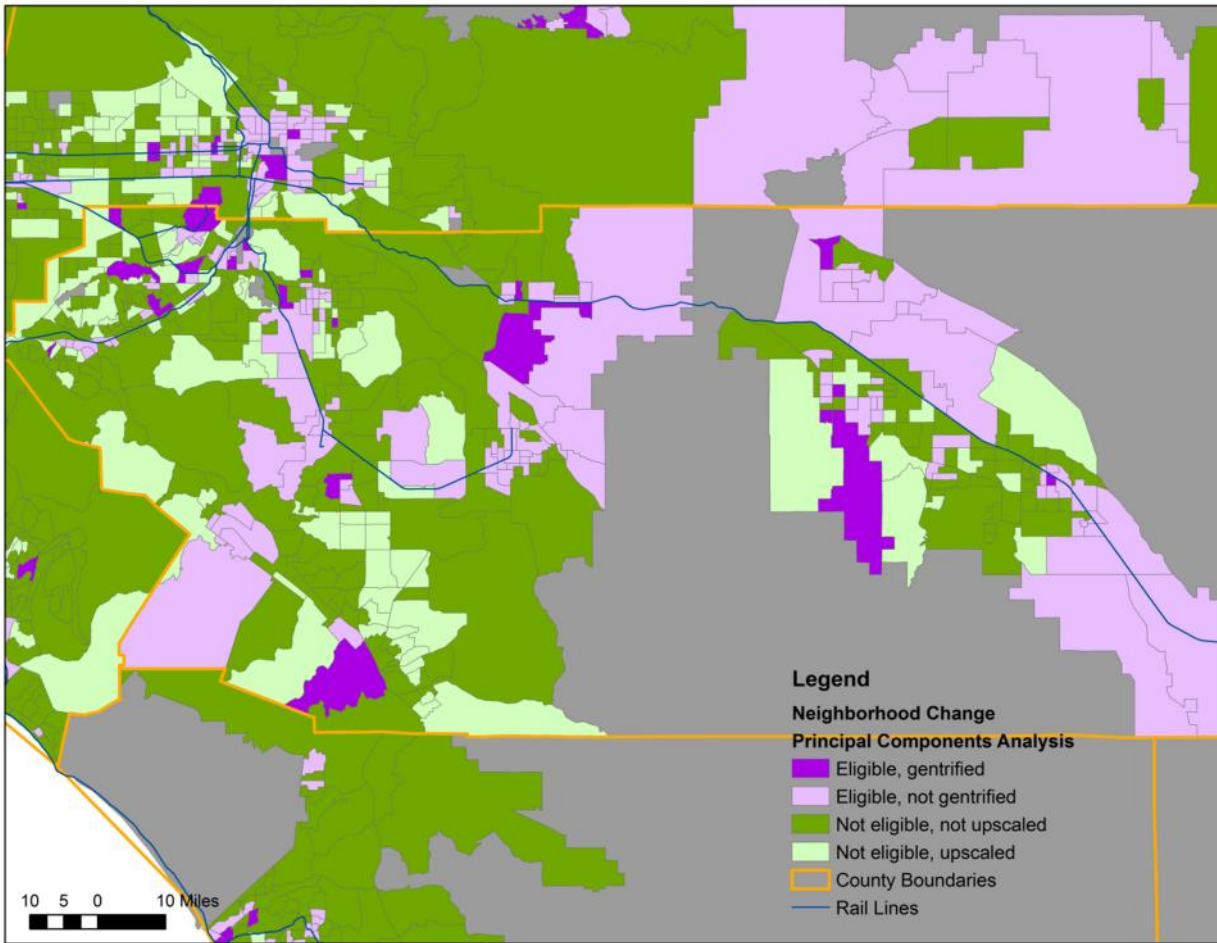 Legend
Neighborhood Change
Principal Components Analysis
Eligible, gentrified
Eligible, not gentrified
Not eligible, not upscaled
Not eligible, upscaled
County Boundaries
Rail Lines
10 5 0 10 Miles